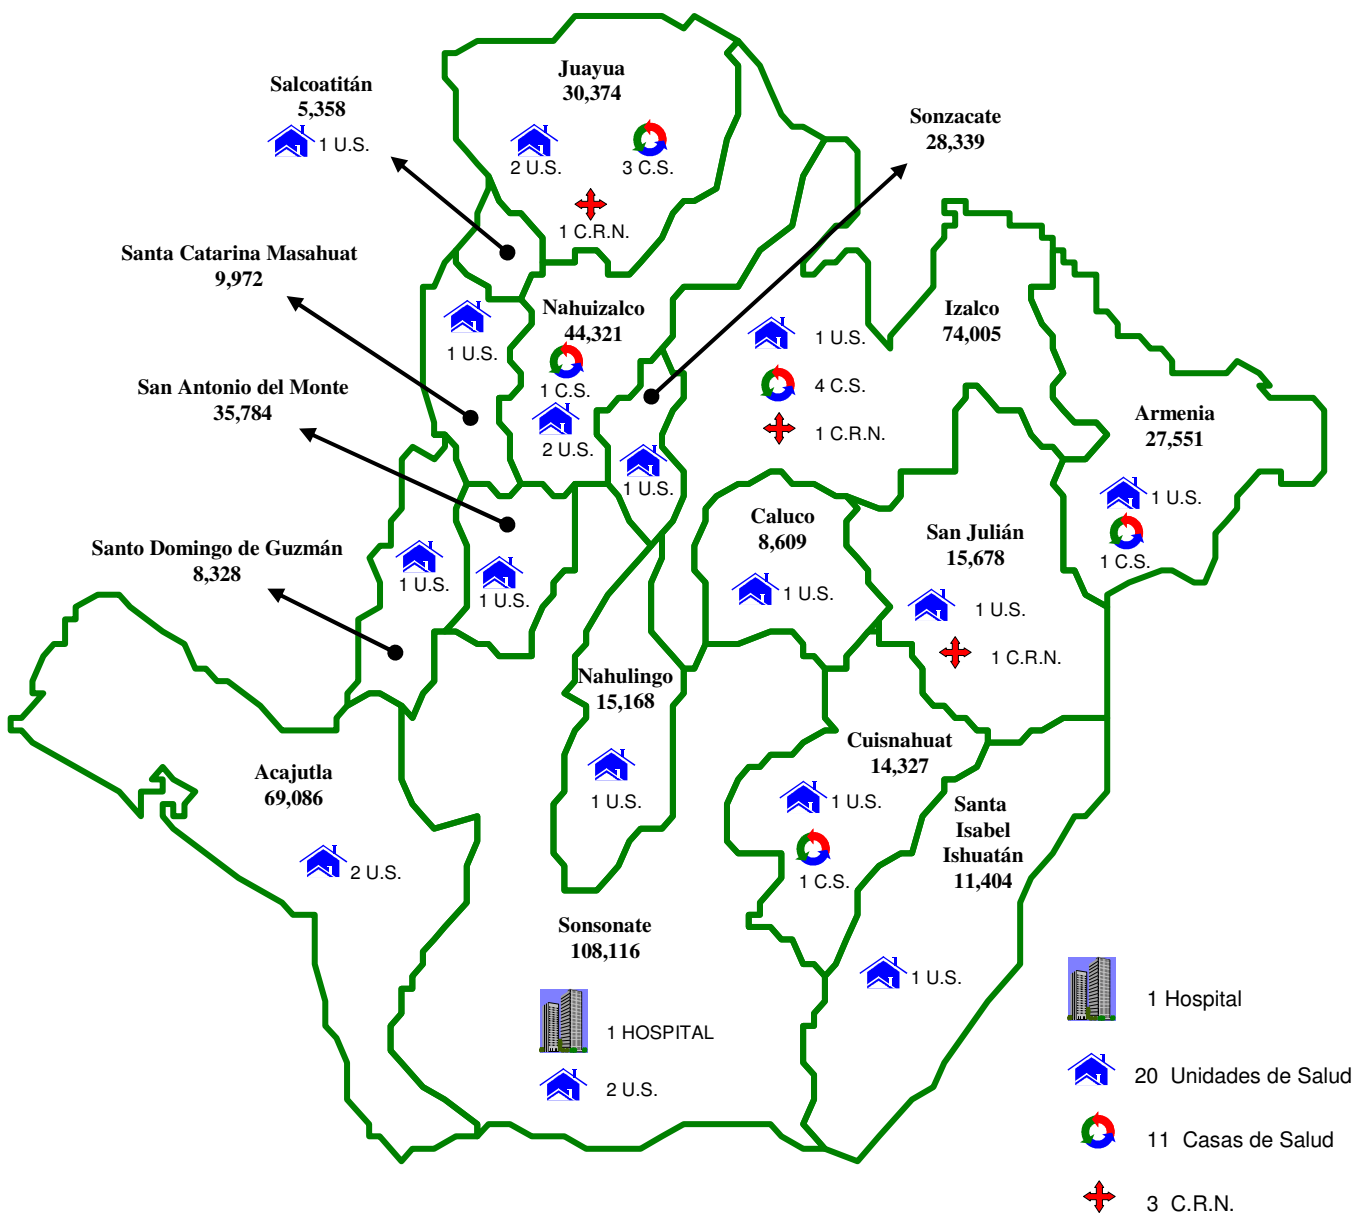 Juayua
30,374
2 U.S.
3 C.S.
1 C.R.N.
Salcoatitán
5,358
1 U.S.
Sonzacate
28,339
Santa Catarina Masahuat
9,972
1 U.S.
Nahuizalco
44,321
1 C.S.
2 U.S.
Izalco
74,005
1 U.S.
4 C.S.
1 C.R.N.
San Antonio del Monte
35,784
Armenia
27,551
1 U.S.
1 C.S.
1 U.S.
Caluco
8,609
1 U.S.
San Julián
15,678
1 U.S.
1 C.R.N.
Santo Domingo de Guzmán
8,328
1 U.S.
1 U.S.
Nahulingo
15,168
1 U.S.
Cuisnahuat
14,327
1 U.S.
1 C.S.
Acajutla
69,086
2 U.S.
Santa
Isabel
Ishuatán
11,404
1 U.S.
Sonsonate
108,116
1 HOSPITAL
2 U.S.
1 Hospital
20 Unidades de Salud
11 Casas de Salud
3 C.R.N.